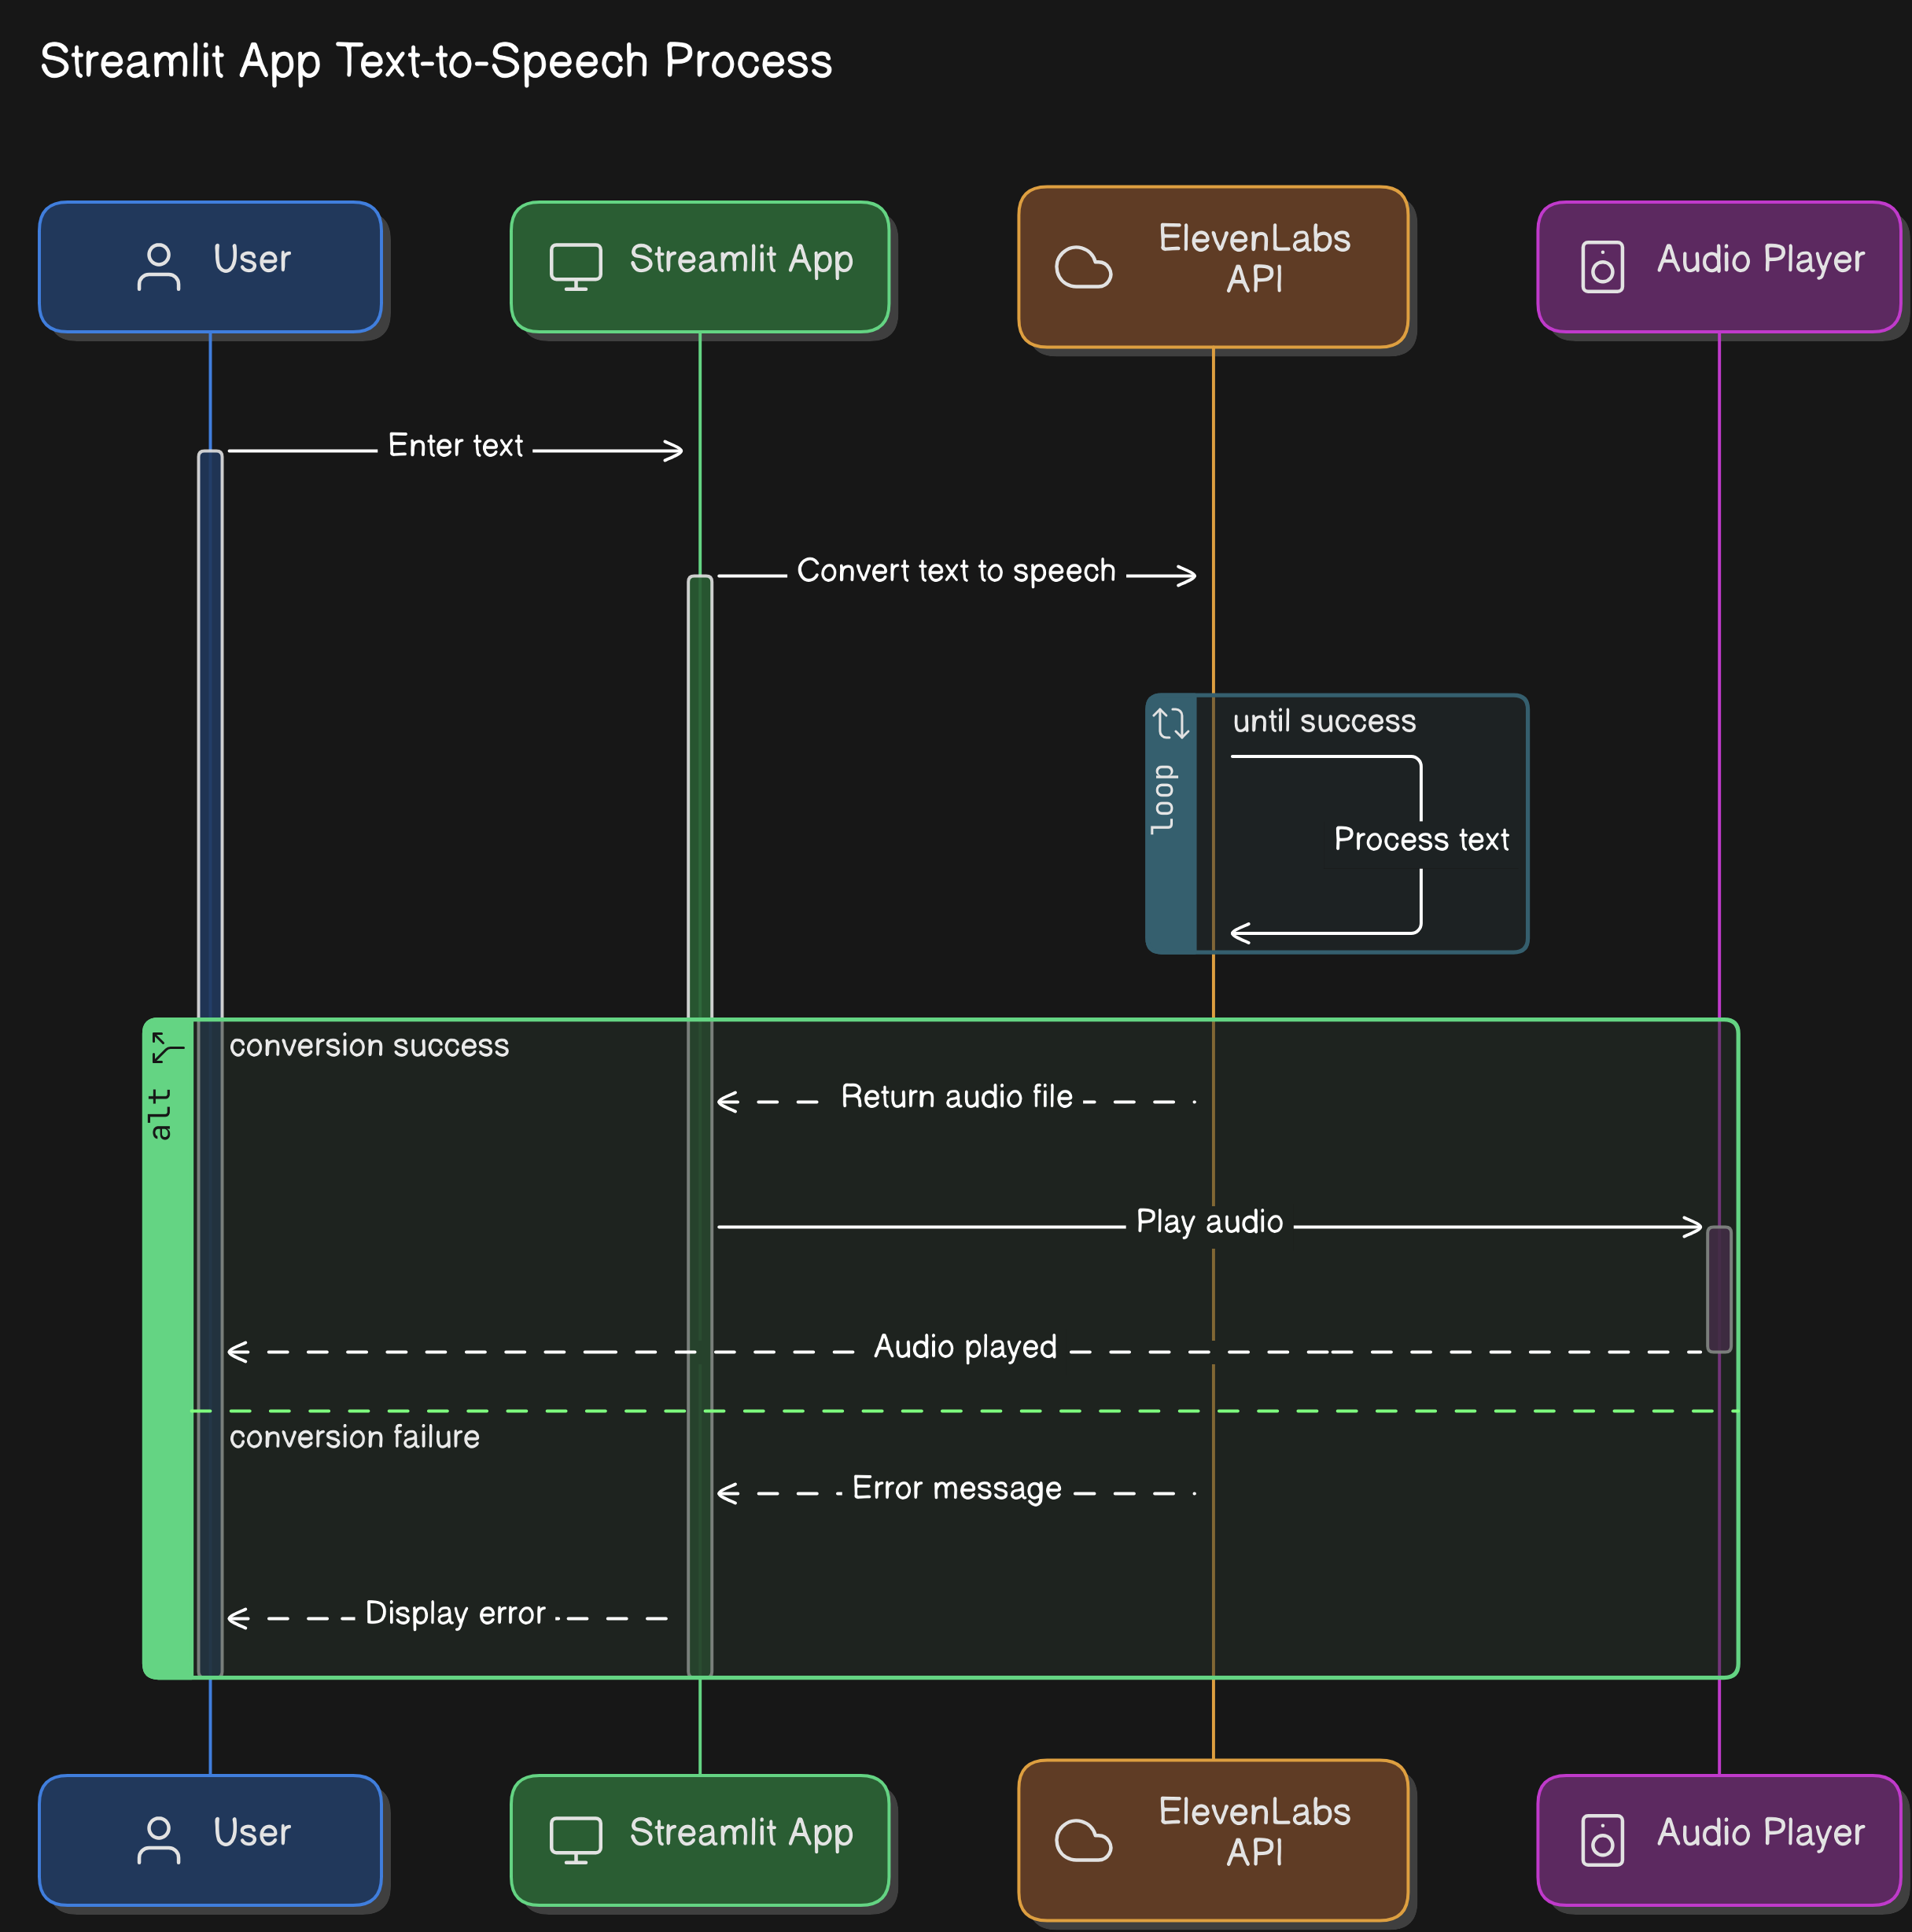 Streamlit App Text-to-Speech Process
User
Streamlit App
ElevenLabs
API
Audio Player
Enter text
Convert text to speech
loop
until success
Process text
alt
conversion success
Return audio file
Play audio
Audio played
conversion failure
Error message
Display error
User
Streamlit App
ElevenLabs
API
Audio Player